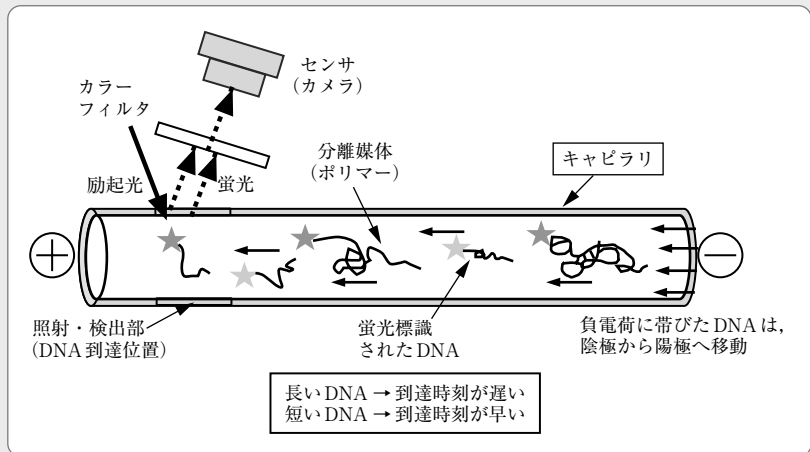 センサ
(カメラ)
カラー
フィルタ
分離媒体
(ポリマー)
キャピラリ
励起光
蛍光
+
−
照射・検出部
(DNA到達位置)
蛍光標識
されたDNA
負電荷に帯びたDNAは,
陰極から陽極へ移動
長いDNA → 到達時刻が遅い
短いDNA → 到達時刻が早い